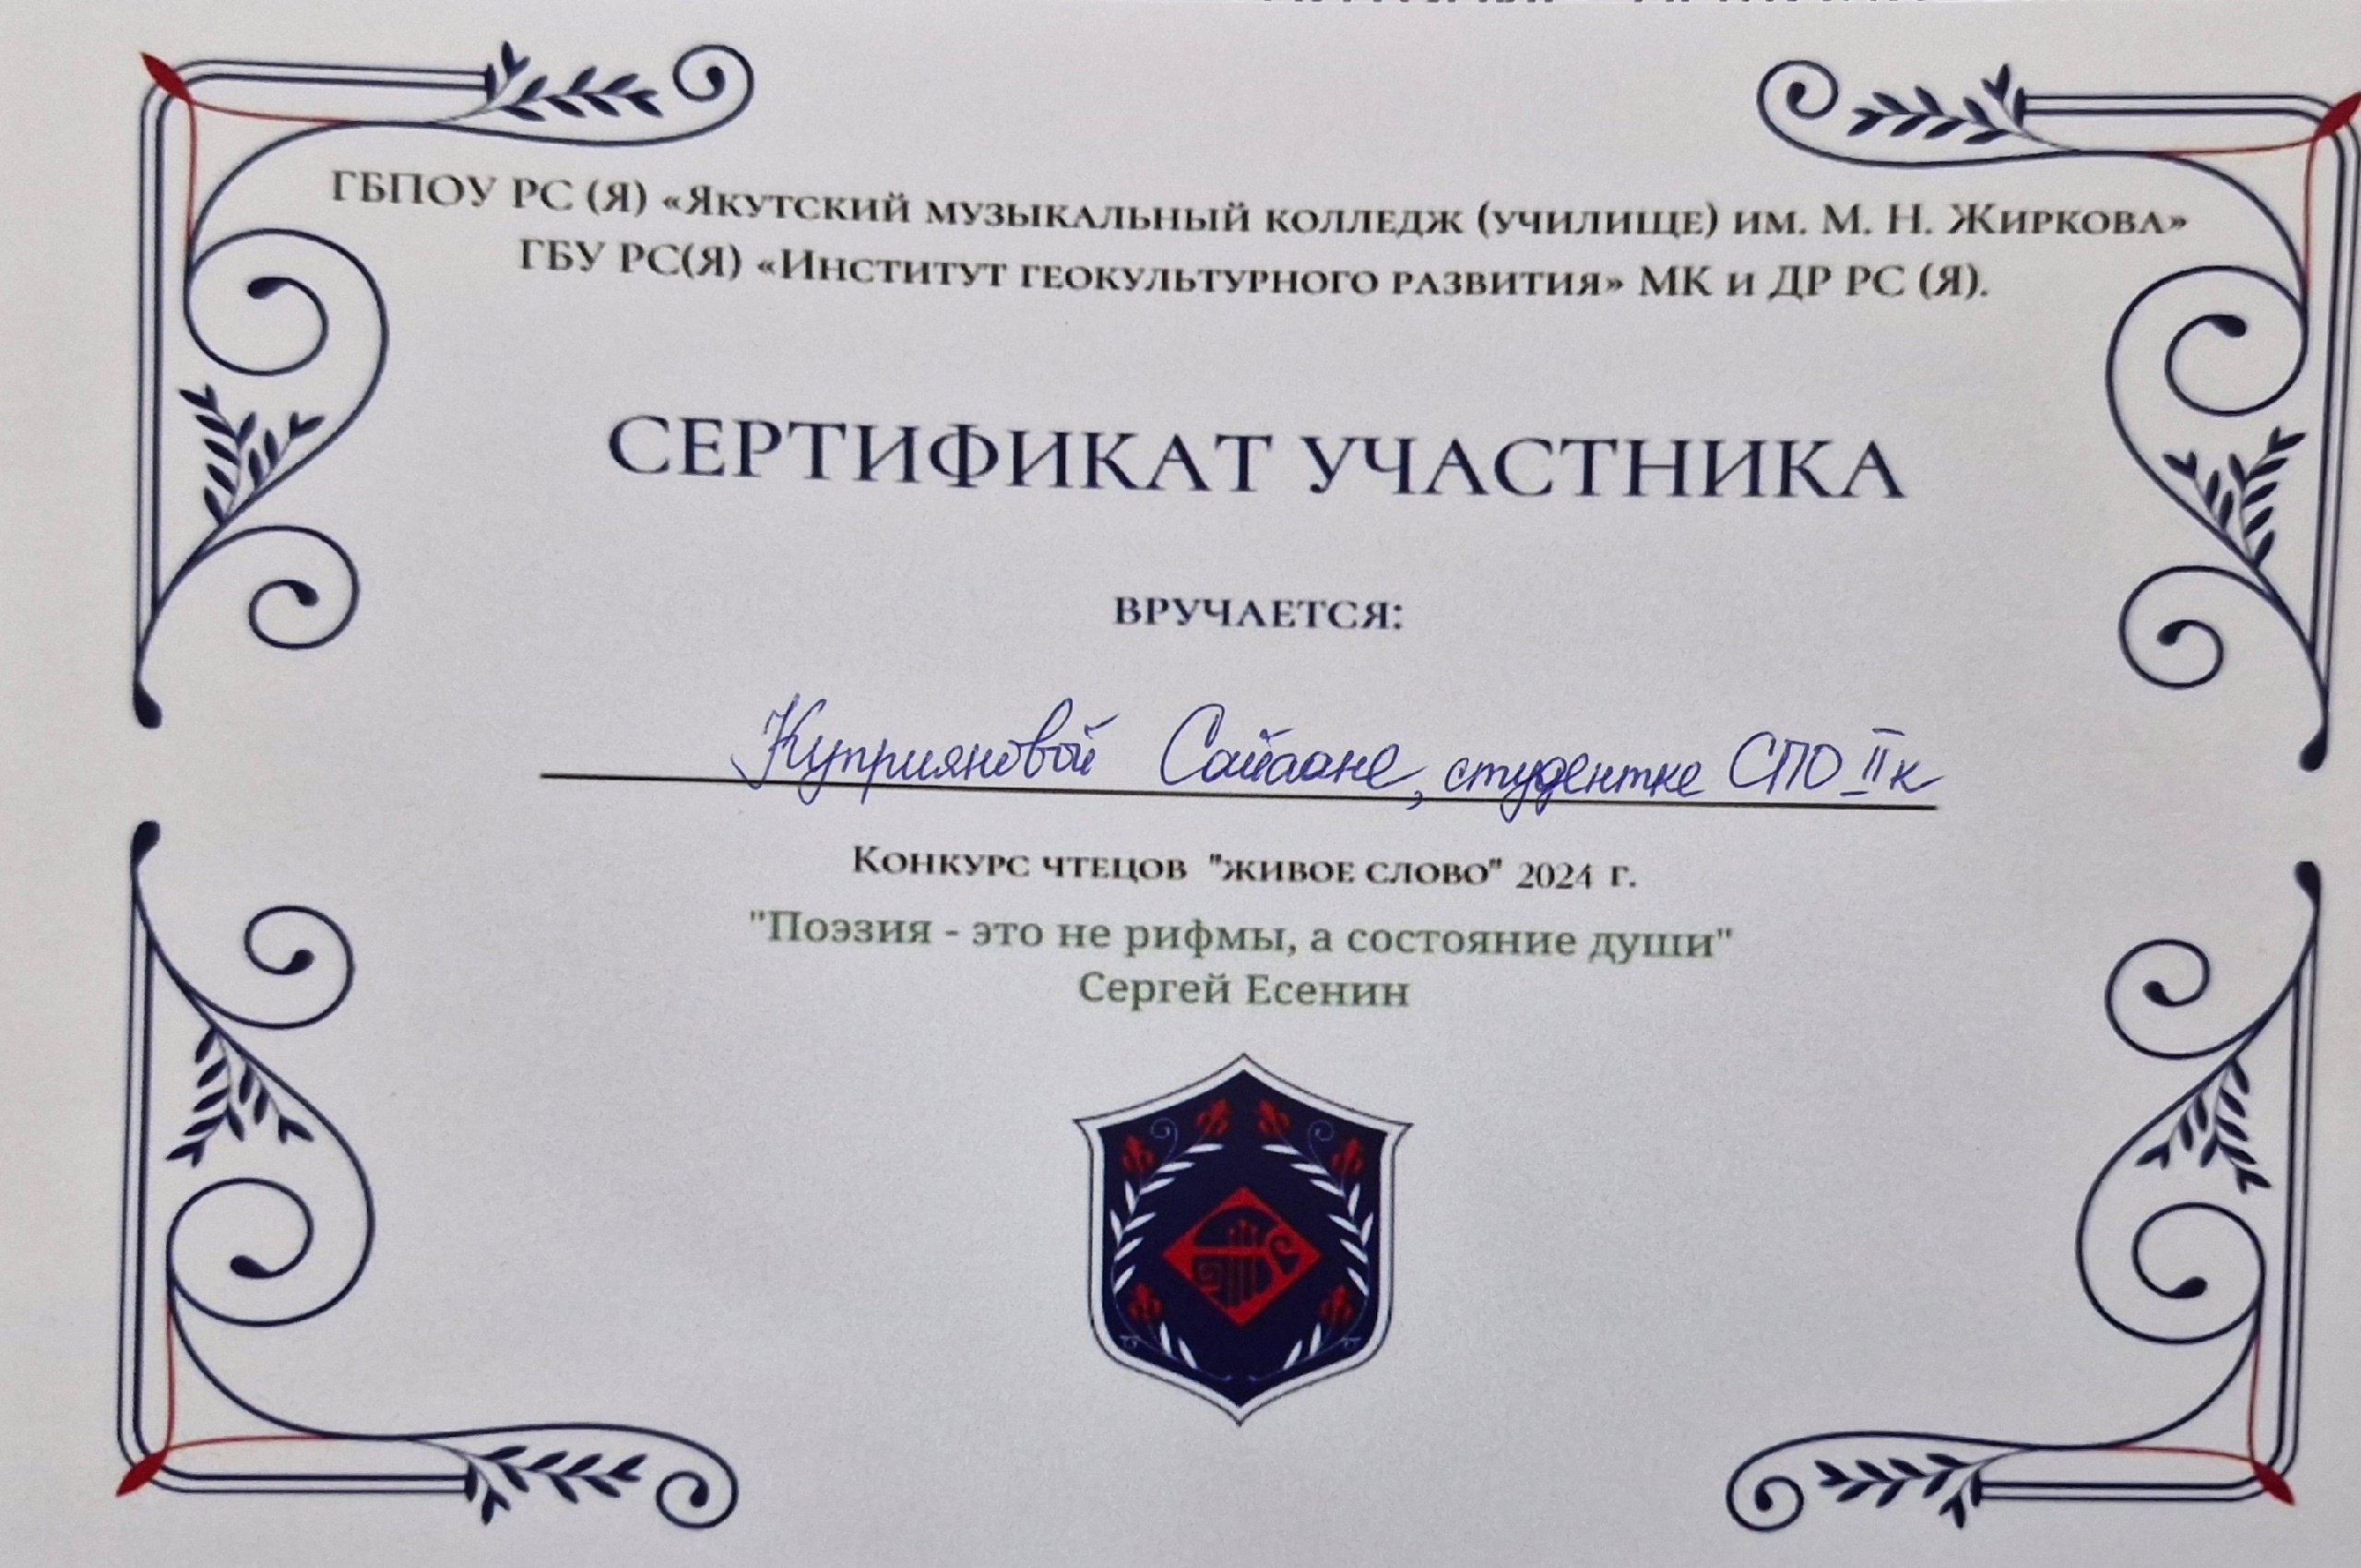 ГБПОУ РС (Я) «Якутский музыкальный колледж (училище) им. М. Н. Жиркова»
ГБУ РС(Я) «Институт геокультурного развития» МК и ДР РС (Я).
СЕРТИФИКАТ УЧАСТНИКА
ВРУЧАЕТСЯ:
Куприяновой Сайаане, студентке СПО II к
Конкурс чтецов "живое слово" 2024 г.
"Поэзия - это не рифмы, а состояние души"
Сергей Есенин